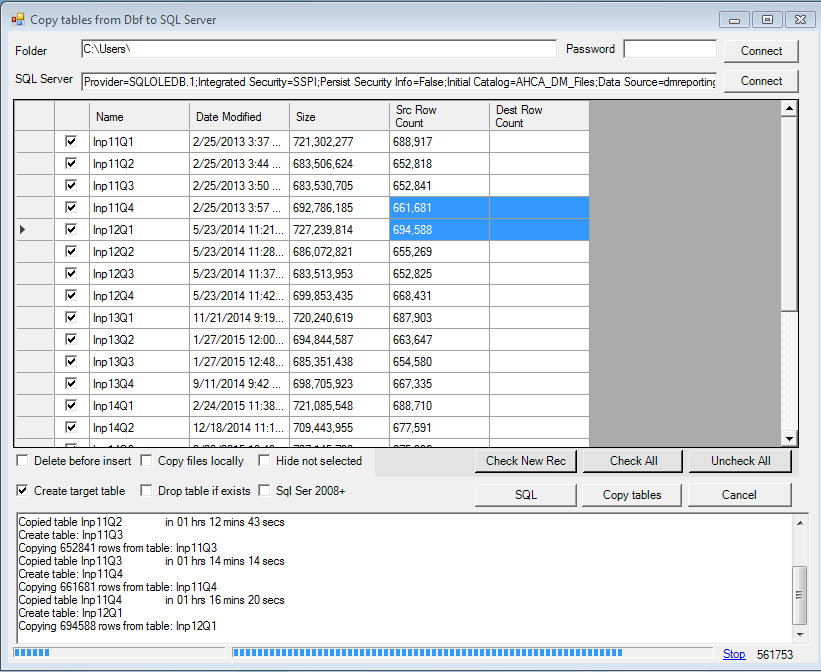 Copy tables from Dbf to SQL Server
Folder C:\Users\ Password Connect
SQL Server Provider=SQLOLEDB.1;Integrated Security=SSPI;Persist Security Info=False;Initial Catalog=AHCA_DM_Files;Data Source=dmreporting Connect
Name Date Modified Size Src Row Count Dest Row Count
Inp11Q1 2/25/2013 3:37 ... 721,302,277 688,917
Inp11Q2 2/25/2013 3:44 ... 683,506,624 652,818
Inp11Q3 2/25/2013 3:50 ... 683,530,705 652,841
Inp11Q4 2/25/2013 3:57 ... 692,786,185 661,681
Inp12Q1 5/23/2014 11:21... 727,239,814 694,588
Inp12Q2 5/23/2014 11:28... 686,072,821 655,269
Inp12Q3 5/23/2014 11:37... 683,513,953 652,825
Inp12Q4 5/23/2014 11:42... 699,853,435 668,431
Inp13Q1 11/21/2014 9:19... 720,240,619 687,903
Inp13Q2 1/27/2015 12:00... 694,844,587 663,647
Inp13Q3 1/27/2015 12:48... 685,351,438 654,580
Inp13Q4 9/11/2014 9:42 ... 698,705,923 667,335
Inp14Q1 2/24/2015 11:38... 721,085,548 688,710
Inp14Q2 12/18/2014 11:1... 709,443,955 677,591
Delete before insert Copy files locally Hide not selected Check New Rec Check All Uncheck All
Create target table Drop table if exists Sql Ser 2008+ SQL Copy tables Cancel
Copied table Inp11Q2 in 01 hrs 12 mins 43 secs
Create table: Inp11Q3
Copying 652841 rows from table: Inp11Q3
Copied table Inp11Q3 in 01 hrs 14 mins 14 secs
Create table: Inp11Q4
Copying 661681 rows from table: Inp11Q4
Copied table Inp11Q4 in 01 hrs 16 mins 20 secs
Create table: Inp12Q1
Copying 694588 rows from table: Inp12Q1
Stop 561753